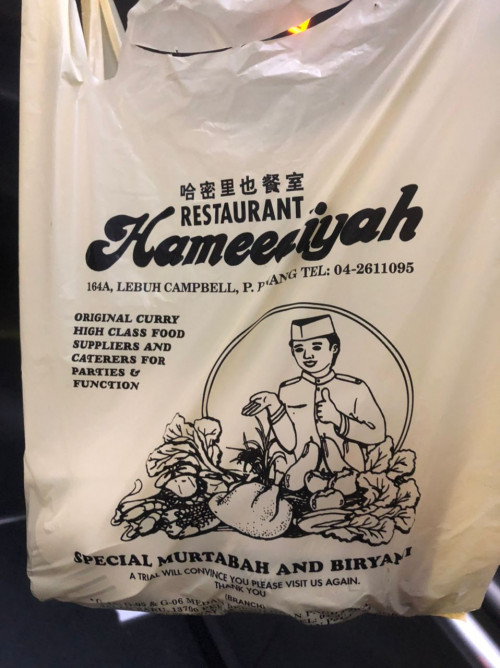 哈密里也餐室
RESTAURANT
Hameediyah
164A, LEBUH CAMPBELL, P. PINANG TEL: 04-2611095
ORIGINAL CURRY
HIGH CLASS FOOD
SUPPLIERS AND
CATERERS FOR
PARTIES &
FUNCTION
SPECIAL MURTABAH AND BIRYANI
A TRIAL WILL CONVINCE YOU PLEASE VISIT US AGAIN.
THANK YOU
(BRANCH)
& G-06